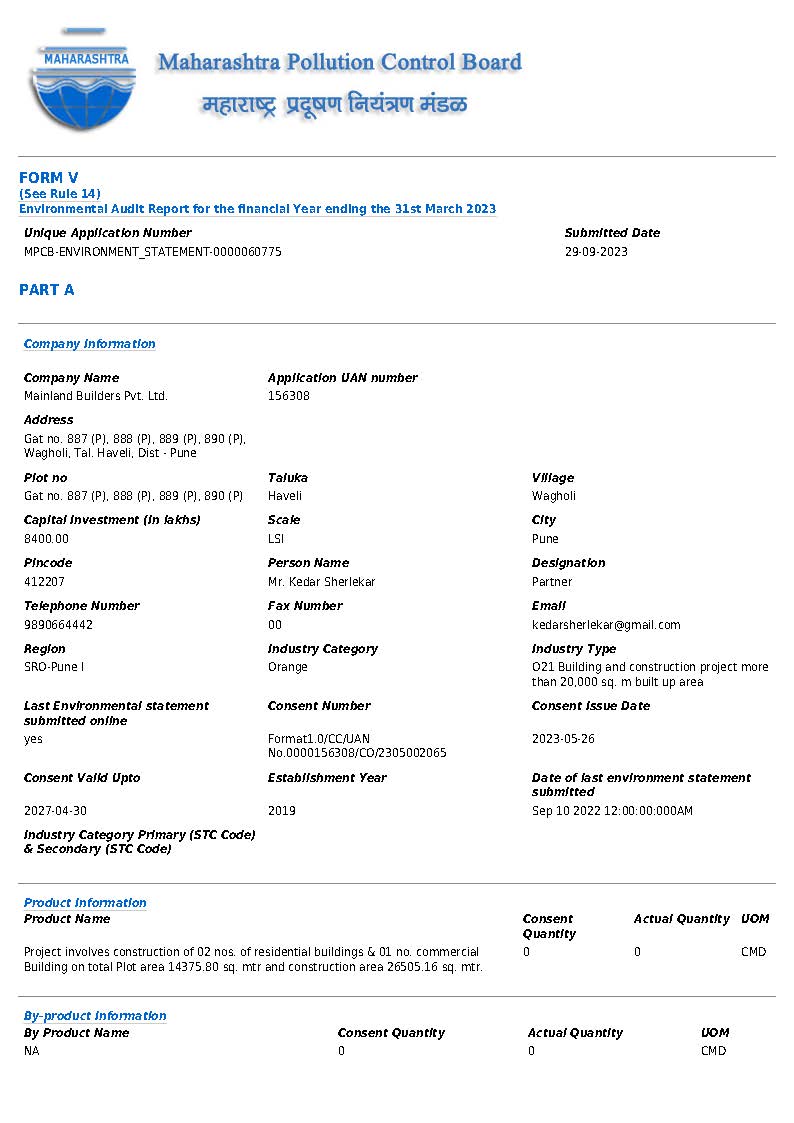 MAHARASHTRA
Maharashtra Pollution Control Board
महाराष्ट्र प्रदूषण नियंत्रण मंडळ
FORM V
(See Rule 14)
Environmental Audit Report for the financial Year ending the 31st March 2023
Unique Application Number Submitted Date
MPCB-ENVIRONMENT_STATEMENT-0000060775 29-09-2023
PART A
Company Information
Company Name Application UAN number
Mainland Builders Pvt. Ltd. 156308
Address
Gat no. 887 (P), 888 (P), 889 (P), 890 (P),
Wagholi, Tal. Haveli, Dist - Pune
Plot no Taluka Village
Gat no. 887 (P), 888 (P), 889 (P), 890 (P) Haveli Wagholi
Capital Investment (In lakhs) Scale City
8400.00 LSI Pune
Pincode Person Name Designation
412207 Mr. Kedar Sherlekar Partner
Telephone Number Fax Number Email
9890664442 00 kedarsherlekar@gmail.com
Region Industry Category Industry Type
SRO-Pune I Orange O21 Building and construction project more
than 20,000 sq. m built up area
Last Environmental statement Consent Number Consent Issue Date
submitted online
yes Format1.0/CC/UAN 2023-05-26
No.0000156308/CO/2305002065
Consent Valid Upto Establishment Year Date of last environment statement
submitted
2027-04-30 2019 Sep 10 2022 12:00:00:000AM
Industry Category Primary (STC Code)
& Secondary (STC Code)
Product Information
Product Name Consent Actual Quantity UOM
Quantity
Project involves construction of 02 nos. of residential buildings & 01 no. commercial 0 0 CMD
Building on total Plot area 14375.80 sq. mtr and construction area 26505.16 sq. mtr.
By-product Information
By Product Name Consent Quantity Actual Quantity UOM
NA 0 0 CMD